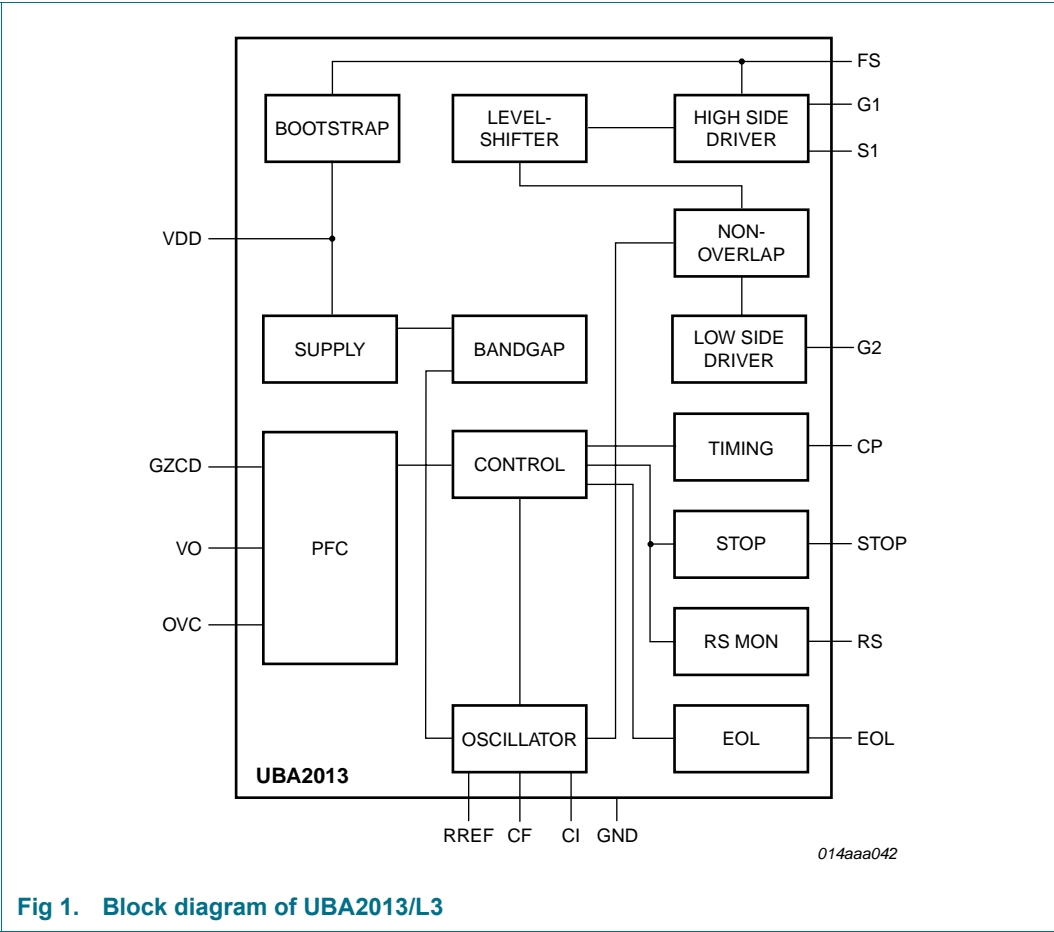 FS
BOOTSTRAP
LEVEL-
SHIFTER
HIGH SIDE
DRIVER
G1
S1
VDD
NON-
OVERLAP
SUPPLY
BANDGAP
LOW SIDE
DRIVER
G2
GZCD
VO
OVC
PFC
CONTROL
TIMING
CP
STOP
STOP
RS MON
RS
OSCILLATOR
EOL
EOL
UBA2013
RREF
CF
CI
GND
014aaa042
Fig 1. Block diagram of UBA2013/L3